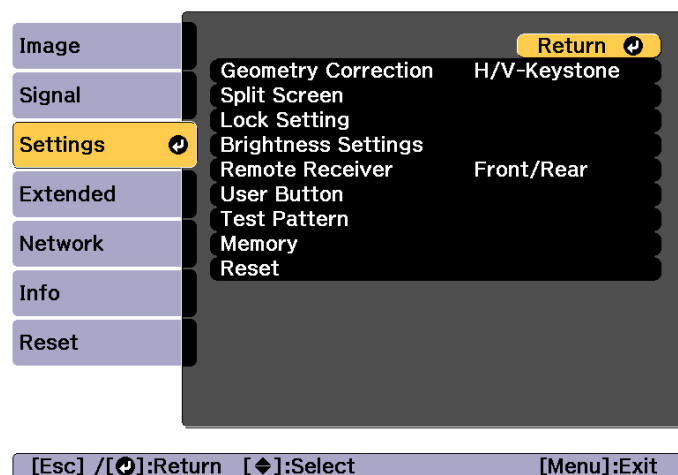 Image
Signal
Settings
Extended
Network
Info
Reset
Return
Geometry Correction H/V-Keystone
Split Screen
Lock Setting
Brightness Settings
Remote Receiver Front/Rear
User Button
Test Pattern
Memory
Reset
[Esc] /[⏎]:Return [◆]:Select [Menu]:Exit